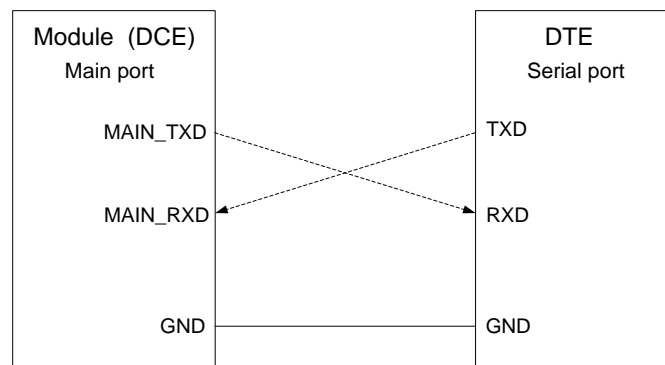 Module (DCE)
Main port
MAIN_TXD
MAIN_RXD
GND
DTE
Serial port
TXD
RXD
GND